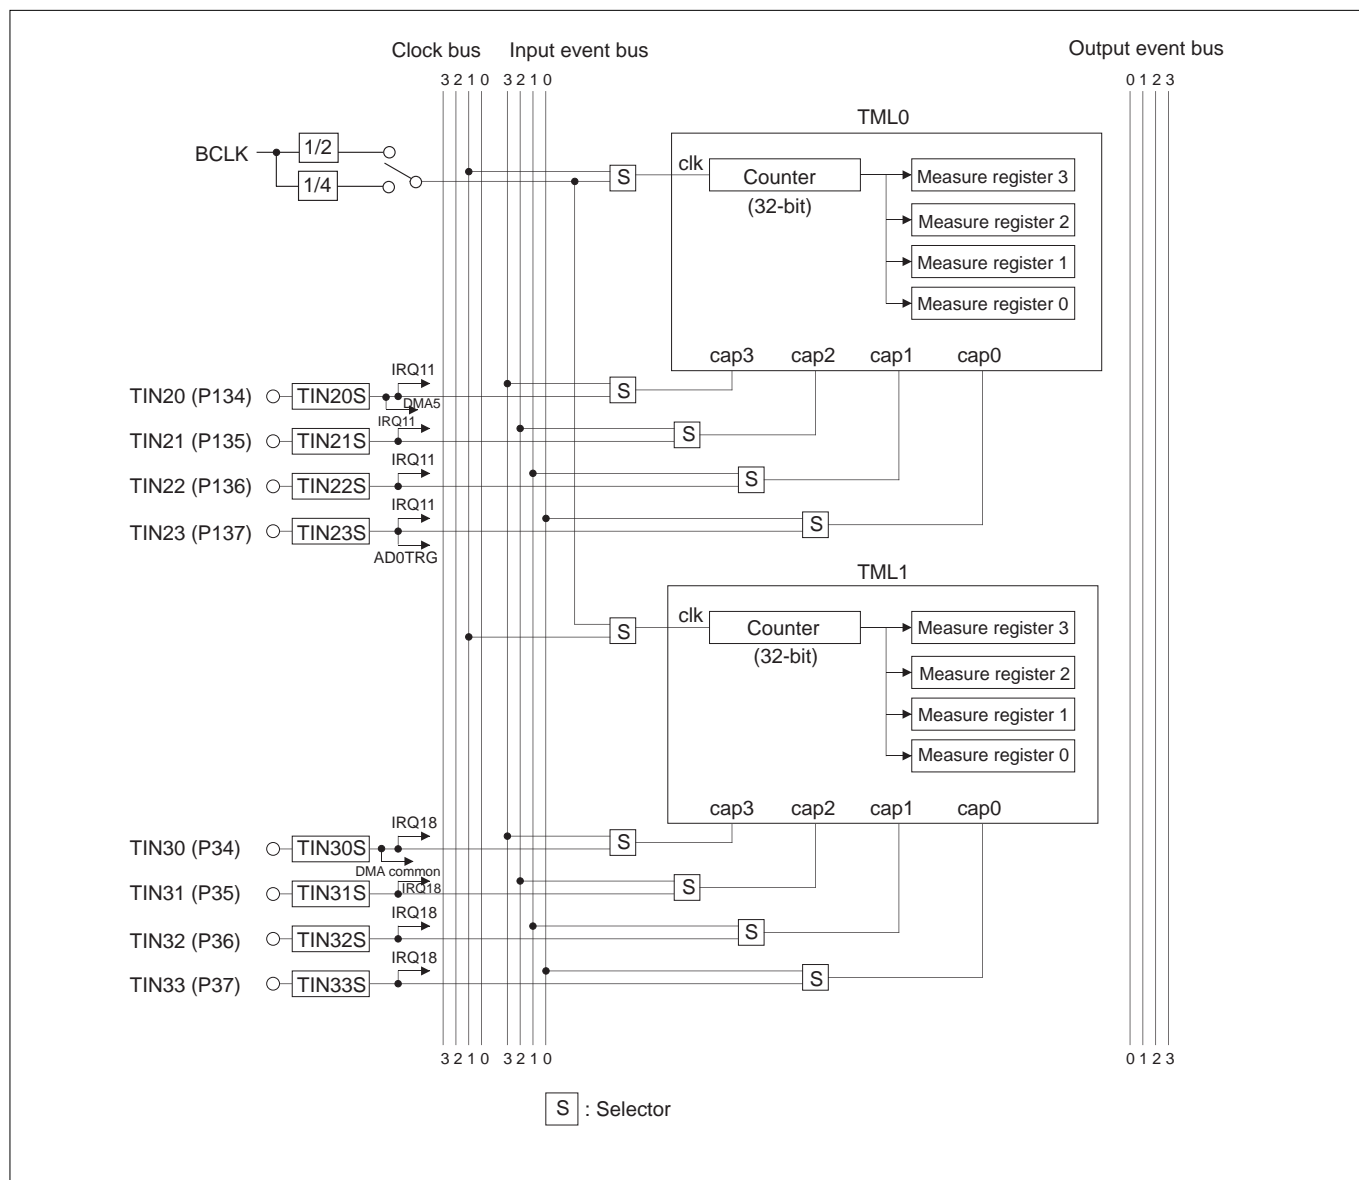 Clock bus Input event bus Output event bus
3 2 1 0 3 2 1 0 0 1 2 3
TML0
BCLK 1/2
1/4
S clk Counter Measure register 3
(32-bit)
Measure register 2
Measure register 1
Measure register 0
cap3 cap2 cap1 cap0
IRQ11
TIN20 (P134) TIN20S S
DMA5
IRQ11
TIN21 (P135) TIN21S S
IRQ11
TIN22 (P136) TIN22S S
IRQ11
TIN23 (P137) TIN23S S
AD0TRG
TML1
S clk Counter Measure register 3
(32-bit)
Measure register 2
Measure register 1
Measure register 0
cap3 cap2 cap1 cap0
IRQ18
TIN30 (P34) TIN30S S
DMA common
IRQ18
TIN31 (P35) TIN31S S
IRQ18
TIN32 (P36) TIN32S S
IRQ18
TIN33 (P37) TIN33S S
3 2 1 0 3 2 1 0 0 1 2 3
S : Selector